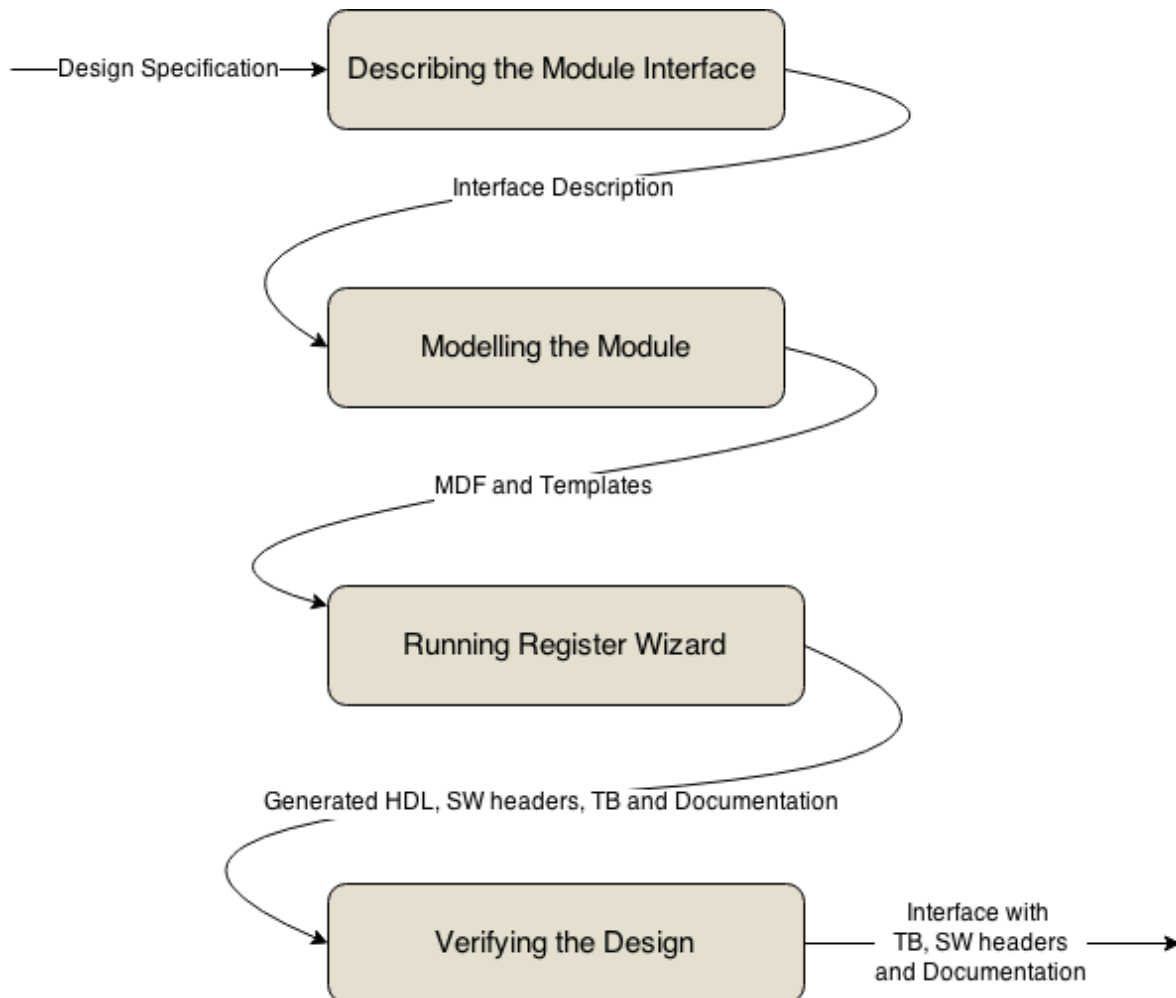 Design Specification
Describing the Module Interface
Interface Description
Modelling the Module
MDF and Templates
Running Register Wizard
Generated HDL, SW headers, TB and Documentation
Verifying the Design
Interface with
TB, SW headers
and Documentation